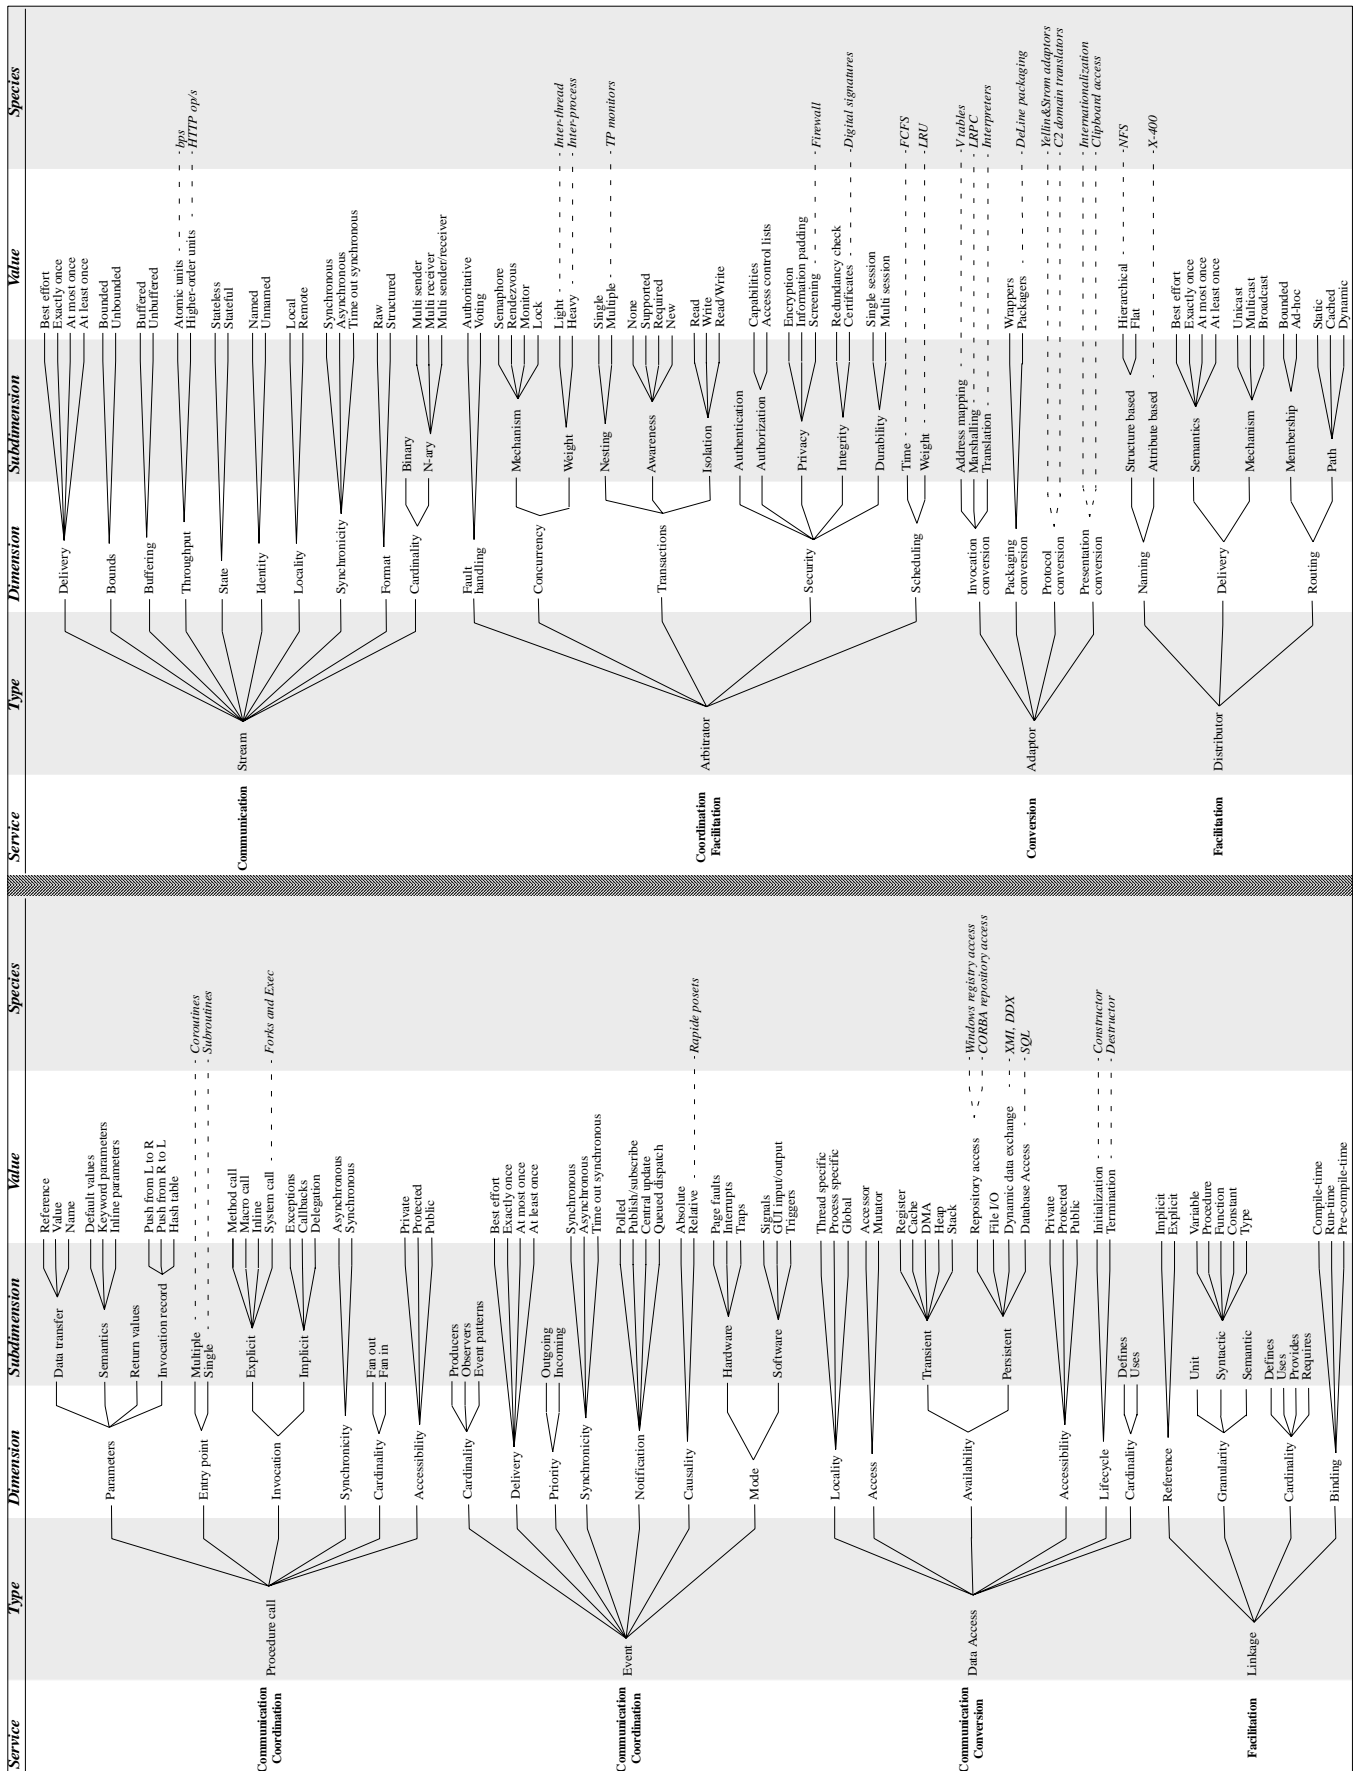 Service
Type
Dimension
Subdimension
Value
Species
Communication
Coordination
Procedure call
Parameters
Data transfer
Reference
Value
Name
Semantics
Default values
Keyword parameters
Inline parameters
Return values
Invocation record
Push from L to R
Push from R to L
Hash table
Entry point
Multiple
Single
Coroutines
Subroutines
Invocation
Explicit
Method call
Macro call
Inline
System call
Forks and Exec
Implicit
Exceptions
Callbacks
Delegation
Synchronicity
Asynchronous
Synchronous
Cardinality
Fan out
Fan in
Accessibility
Private
Protected
Public
Communication
Coordination
Event
Cardinality
Producers
Observers
Event patterns
Delivery
Best effort
Exactly once
At most once
At least once
Priority
Outgoing
Incoming
Synchronicity
Synchronous
Asynchronous
Time out synchronous
Notification
Polled
Publish/subscribe
Central update
Queued dispatch
Causality
Absolute
Relative
Rapide posets
Mode
Hardware
Page faults
Interrupts
Traps
Software
Signals
GUI input/output
Triggers
Communication
Conversion
Data Access
Locality
Thread specific
Process specific
Global
Access
Accessor
Mutator
Availability
Transient
Register
Cache
DMA
Heap
Stack
Persistent
Repository access
File I/O
Dynamic data exchange
Database Access
Windows registry access
CORBA repository access
XMI, DDX
SQL
Accessibility
Private
Protected
Public
Lifecycle
Initialization
Termination
Constructor
Destructor
Cardinality
Defines
Uses
Facilitation
Linkage
Reference
Implicit
Explicit
Granularity
Unit
Syntactic
Variable
Procedure
Function
Constant
Type
Semantic
Cardinality
Defines
Uses
Provides
Requires
Binding
Compile-time
Run-time
Pre-compile-time
Service
Type
Dimension
Subdimension
Value
Species
Communication
Stream
Delivery
Best effort
Exactly once
At most once
At least once
Bounds
Bounded
Unbounded
Buffering
Buffered
Unbuffered
Throughput
Atomic units
Higher-order units
bps
HTTP op/s
State
Stateless
Stateful
Identity
Named
Unnamed
Locality
Local
Remote
Synchronicity
Synchronous
Asynchronous
Time out synchronous
Format
Raw
Structured
Cardinality
Binary
N-ary
Multi sender
Multi receiver
Multi sender/receiver
Coordination
Facilitation
Arbitrator
Fault
handling
Authoritative
Voting
Concurrency
Mechanism
Semaphore
Rendezvous
Monitor
Lock
Weight
Light
Heavy
Inter-thread
Inter-process
Transactions
Nesting
Single
Multiple
TP monitors
Awareness
None
Supported
Required
New
Isolation
Read
Write
Read/Write
Security
Authentication
Authorization
Capabilities
Access control lists
Privacy
Encryption
Information padding
Screening
Firewall
Integrity
Redundancy check
Certificates
Digital signatures
Durability
Single session
Multi session
Scheduling
Time
Weight
FCFS
LRU
Conversion
Adaptor
Invocation
conversion
Address mapping
Marshalling
Translation
V tables
LRPC
Interpreters
Packaging
conversion
Wrappers
Packagers
DeLine packaging
Protocol
conversion
Yellin&Strom adaptors
C2 domain translators
Presentation
conversion
Internationalization
Clipboard access
Facilitation
Distributor
Naming
Structure based
Hierarchical
Flat
NFS
Attribute based
X-400
Delivery
Semantics
Best effort
Exactly once
At most once
At least once
Mechanism
Unicast
Multicast
Broadcast
Routing
Membership
Bounded
Ad-hoc
Path
Static
Cached
Dynamic